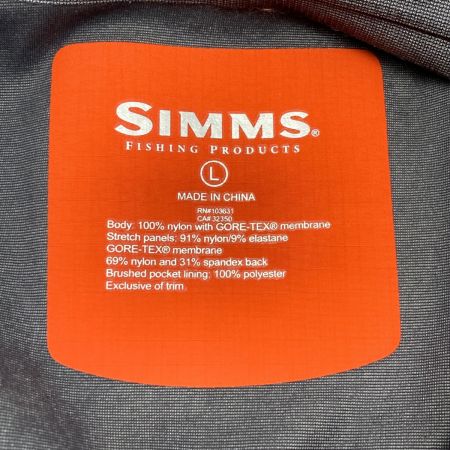 SIMMS®
FISHING PRODUCTS
L
MADE IN CHINA
RN#103631
CA#32350
Body: 100% nylon with GORE-TEX® membrane
Stretch panels: 91% nylon/9% elastane
GORE-TEX® membrane
69% nylon and 31% spandex back
Brushed pocket lining: 100% polyester
Exclusive of trim